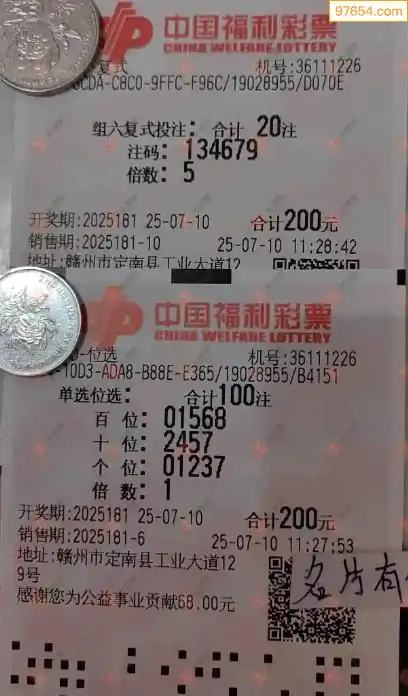 97654.com
中国福利彩票
CHINA WELFARE LOTTERY
复式
机号:36111226
CDA-C8C0-9FFC-F96C/19028955/D070E
组六复式投注: 合计 20注
注码: 134679
倍数: 5
开奖期:2025181 25-07-10 合计200元
销售期:2025181-10 25-07-10 11:28:42
地址:赣州市定南县工业大道12
中国福利彩票
CHINA WELFARE LOTTERY
-位选
机号:36111226
-10D3-ADA8-B88E-E365/19028955/B4151
单选位选: 合计100注
百 位: 01568
十 位: 2457
个 位: 01237
倍 数: 1
开奖期:2025181 25-07-10 合计200元
销售期:2025181-6 25-07-10 11:27:53
地址:赣州市定南县工业大道12
9号
感谢您为公益事业贡献68.00元
名片有